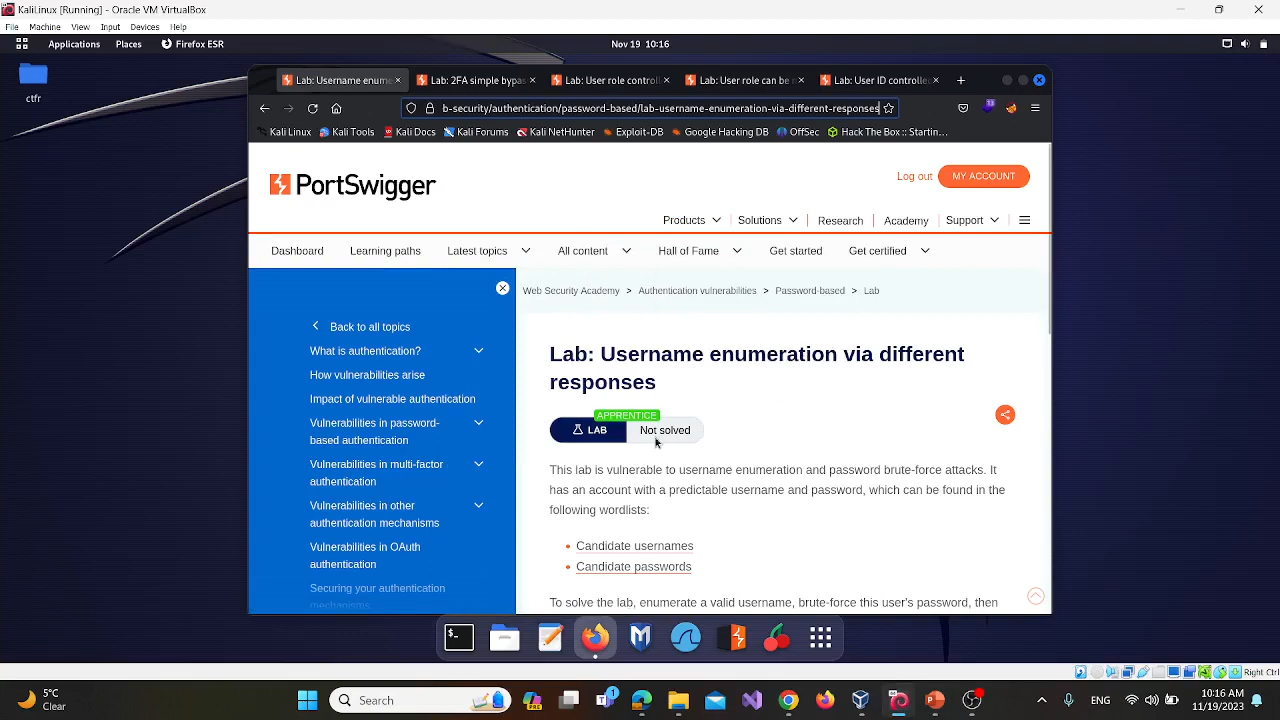 KaliLinux [Running] - Oracle VM VirtualBox
File Machine View Input Devices Help
Applications Places Firefox ESR Nov 19 10:16
ctfr
Lab: Username enume × Lab: 2FA simple bypas × Lab: User role control × Lab: User role can be m × Lab: User ID controlle ×
b-security/authentication/password-based/lab-username-enumeration-via-different-responses
13
Kali Linux Kali Tools Kali Docs Kali Forums Kali NetHunter Exploit-DB Google Hacking DB OffSec Hack The Box :: Startin…
PortSwigger
Log out MY ACCOUNT
Products Solutions Research Academy Support
Dashboard Learning paths Latest topics All content Hall of Fame Get started Get certified
Web Security Academy > Authentication vulnerabilities > Password-based > Lab
Back to all topics
What is authentication?
How vulnerabilities arise
Impact of vulnerable authentication
Vulnerabilities in password-
based authentication
Vulnerabilities in multi-factor
authentication
Vulnerabilities in other
authentication mechanisms
Vulnerabilities in OAuth
authentication
Securing your authentication
mechanisms
Lab: Username enumeration via different
responses
APPRENTICE
LAB Not solved
This lab is vulnerable to username enumeration and password brute-force attacks. It
has an account with a predictable username and password, which can be found in the
following wordlists:
• Candidate usernames
• Candidate passwords
To solve the lab, enumerate a valid username, brute-force this user's password, then
Right Ctrl
5°C
Clear
Search
PRE
1
ENG
10:16 AM
11/19/2023